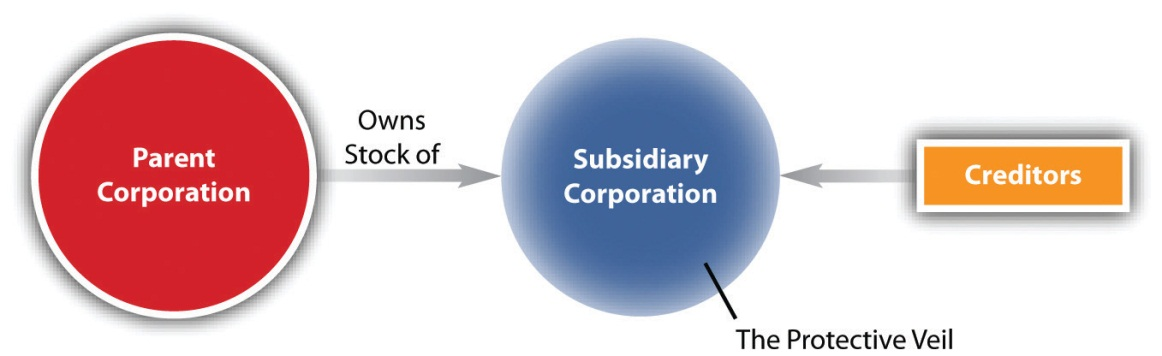 Parent
Corporation
Owns
Stock of
Subsidiary
Corporation
Creditors
The Protective Veil